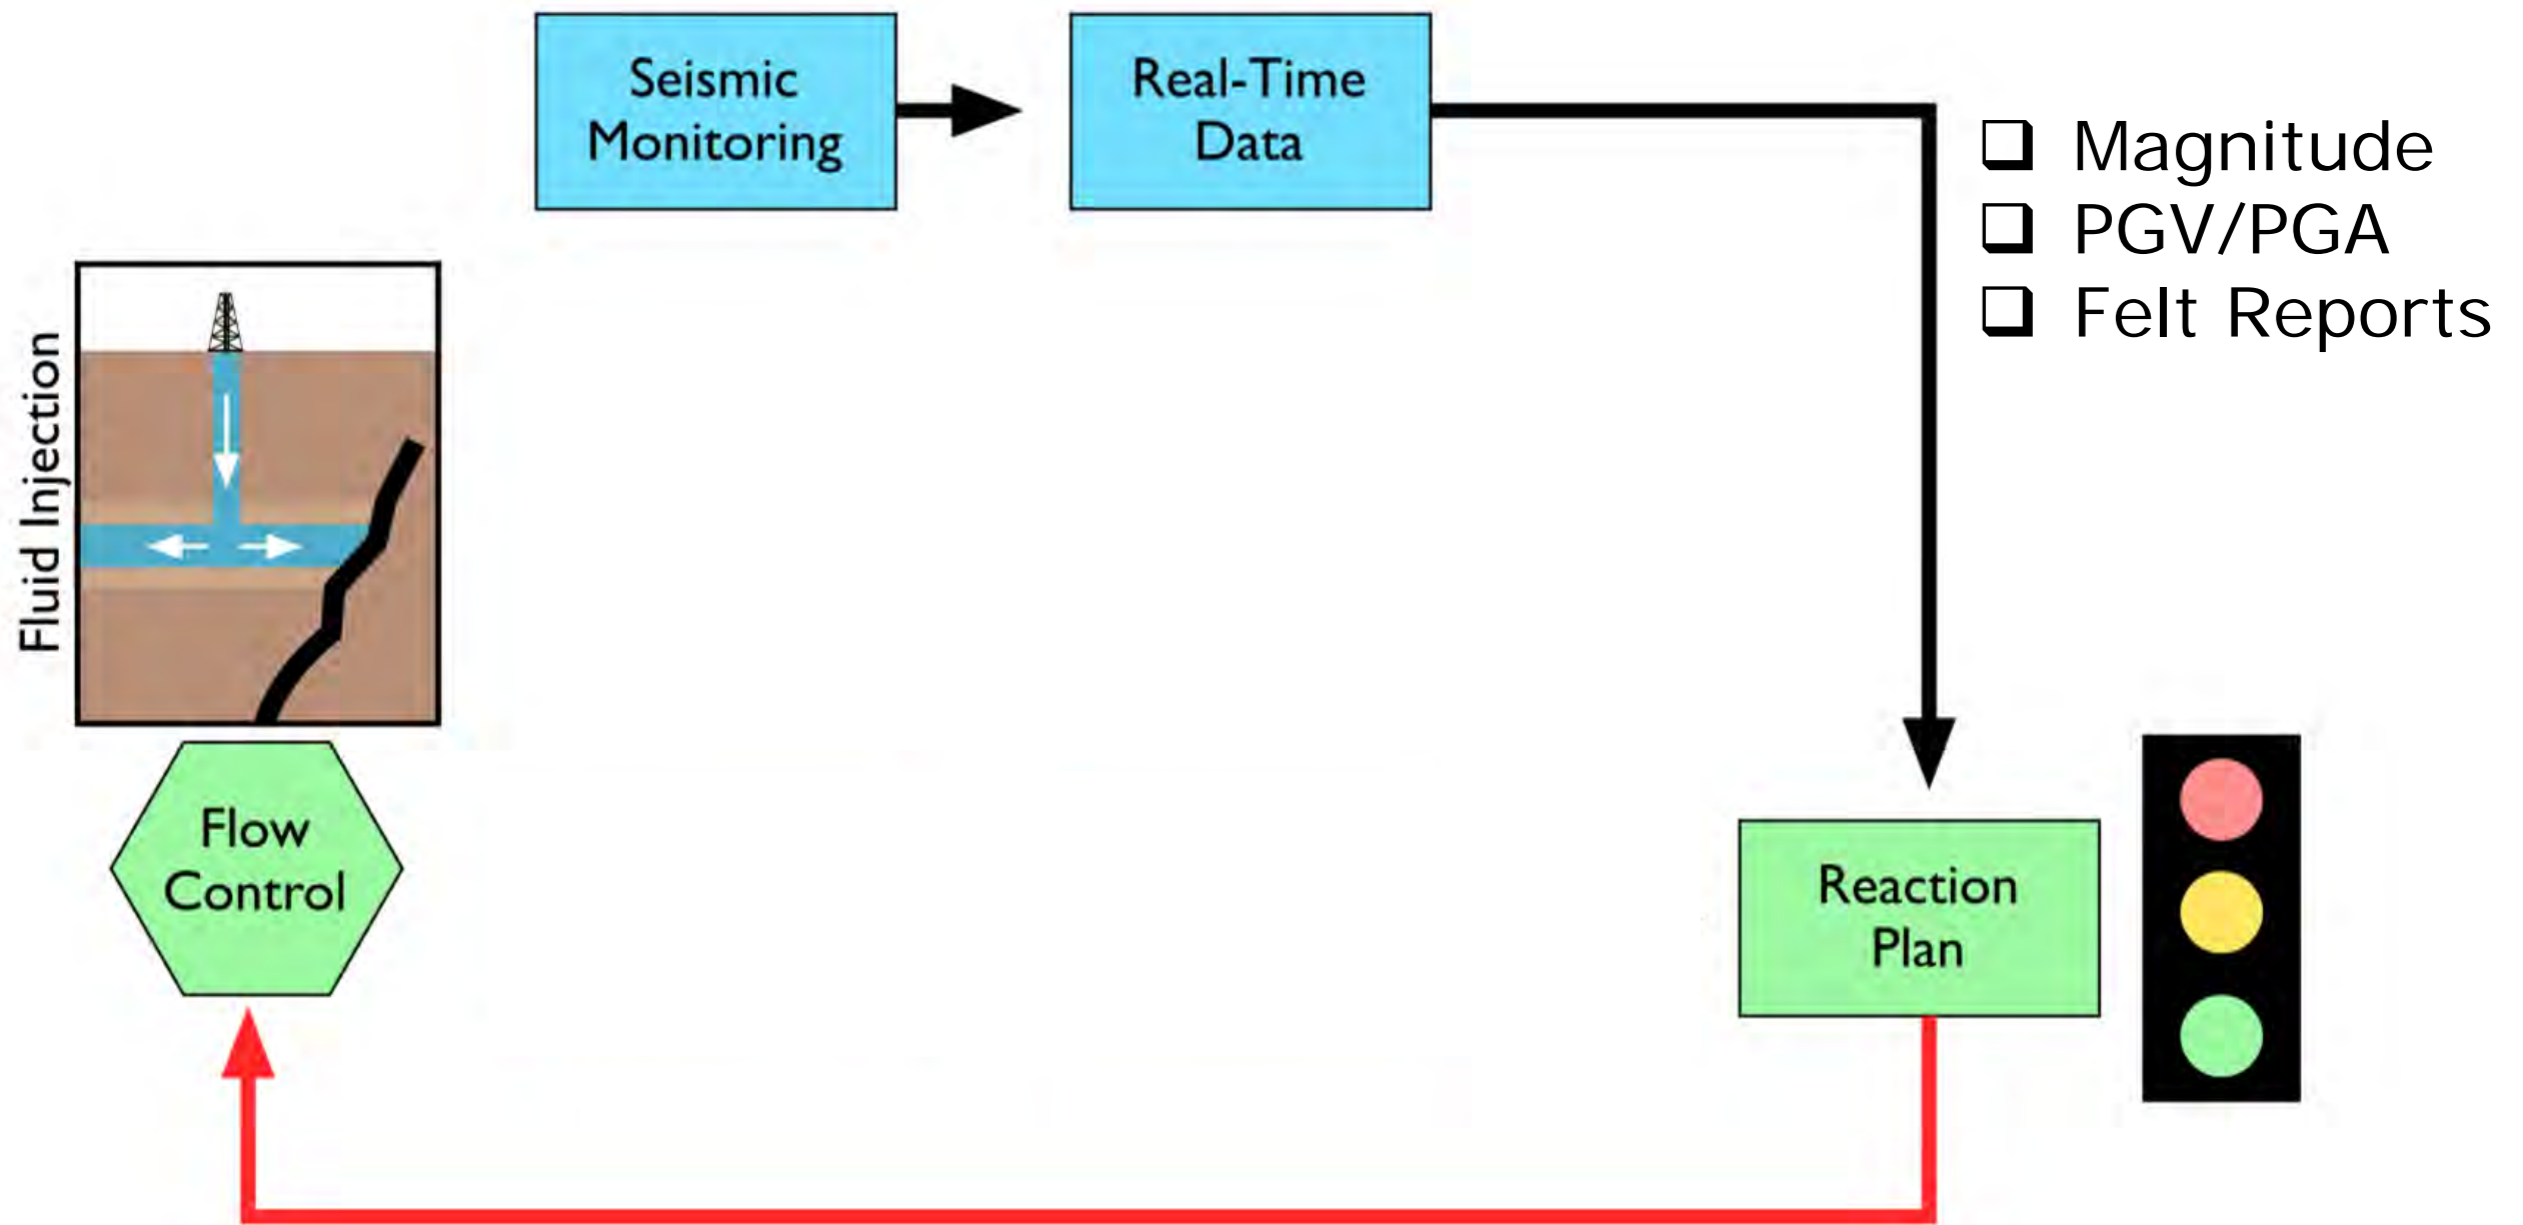 Seismic
Monitoring
Real-Time
Data
Magnitude
PGV/PGA
Felt Reports
Fluid Injection
Flow
Control
Reaction
Plan